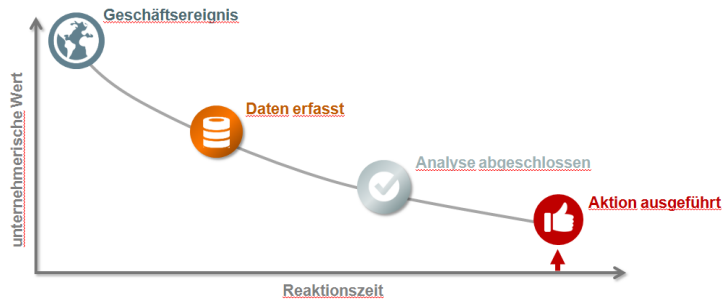 Geschäftsereignis
Daten erfasst
Analyse abgeschlossen
Aktion ausgeführt
unternehmerische Wert
Reaktionszeit